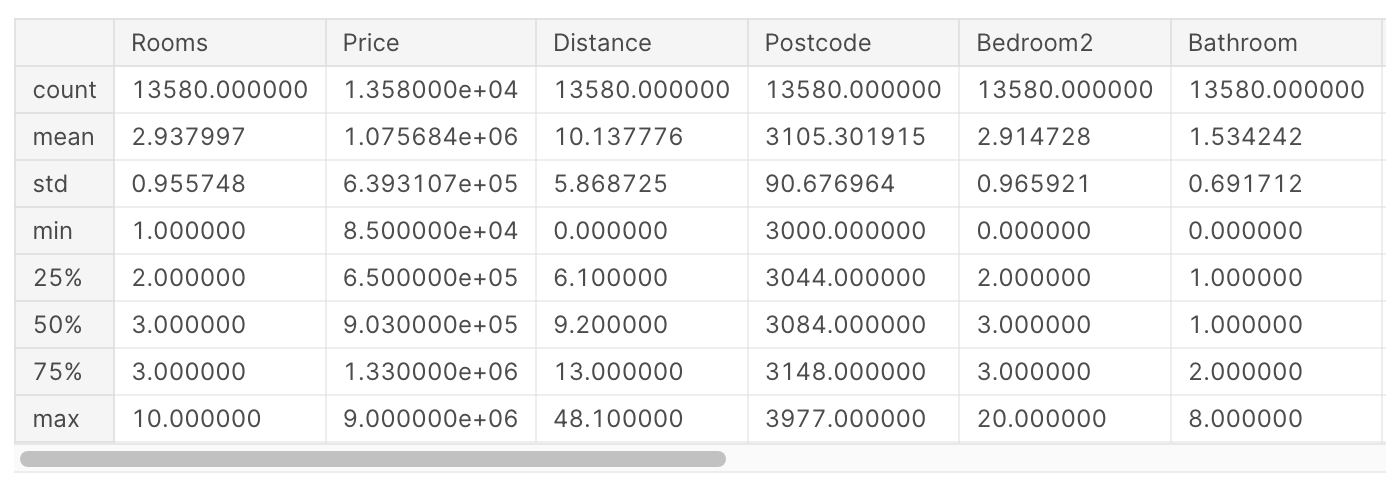 Rooms Price Distance Postcode Bedroom2 Bathroom
count 13580.000000 1.358000e+04 13580.000000 13580.000000 13580.000000 13580.000000
mean 2.937997 1.075684e+06 10.137776 3105.301915 2.914728 1.534242
std 0.955748 6.393107e+05 5.868725 90.676964 0.965921 0.691712
min 1.000000 8.500000e+04 0.000000 3000.000000 0.000000 0.000000
25% 2.000000 6.500000e+05 6.100000 3044.000000 2.000000 1.000000
50% 3.000000 9.030000e+05 9.200000 3084.000000 3.000000 1.000000
75% 3.000000 1.330000e+06 13.000000 3148.000000 3.000000 2.000000
max 10.000000 9.000000e+06 48.100000 3977.000000 20.000000 8.000000